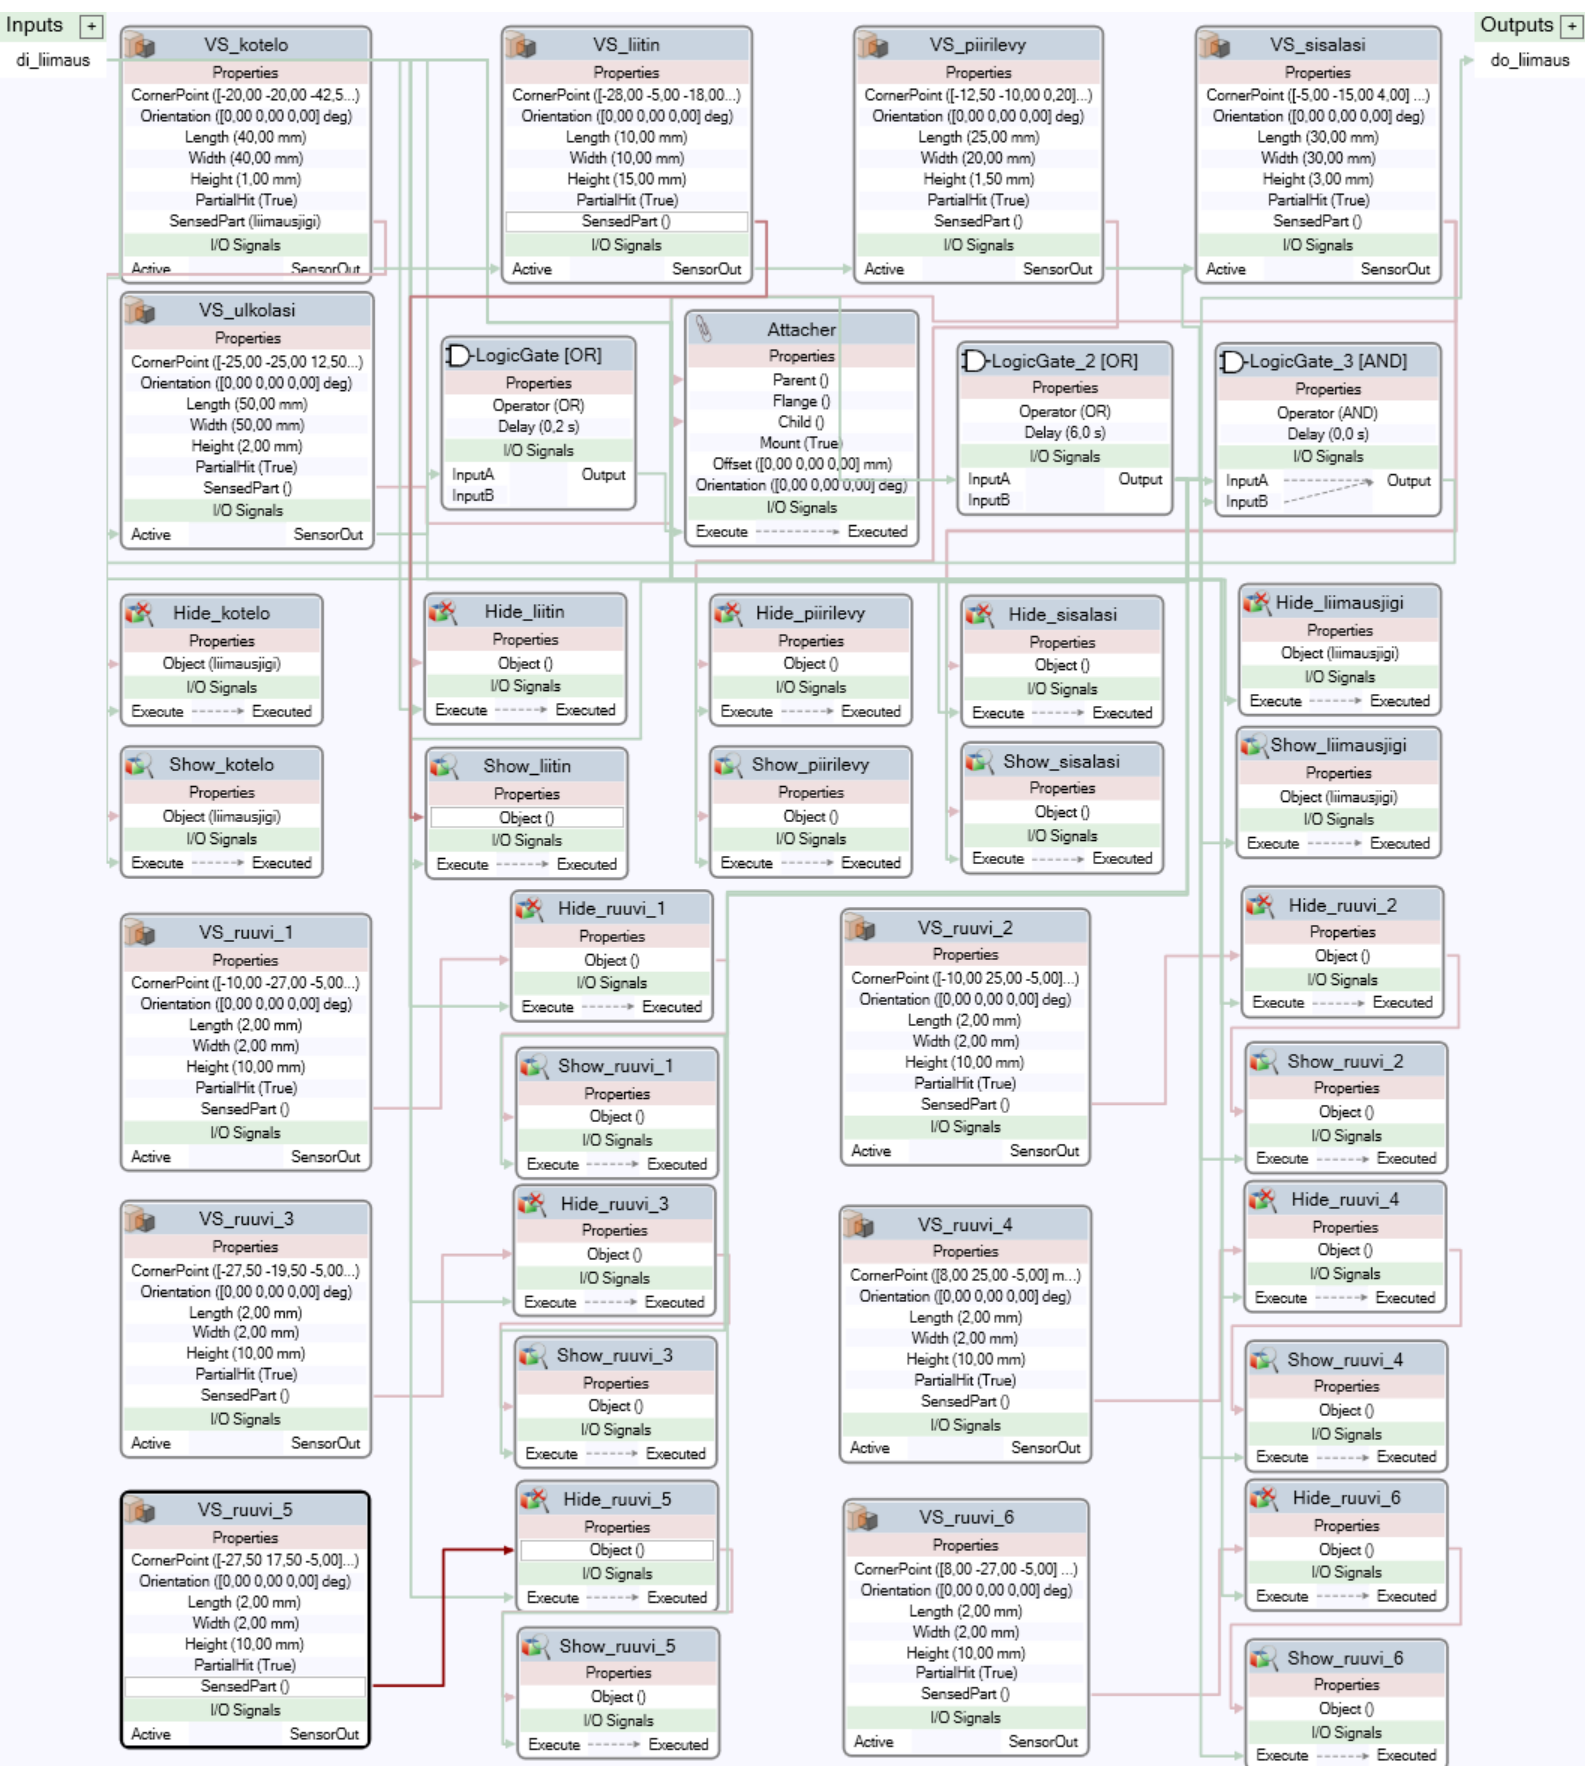 Inputs +
di_liimaus
Outputs +
do_liimaus
VS_kotelo
Properties
CornerPoint ([-20,00 -20,00 -42,5...)
Orientation ([0,00 0,00 0,00] deg)
Length (40,00 mm)
Width (40,00 mm)
Height (1,00 mm)
PartialHit (True)
SensedPart (liimausjigi)
I/O Signals
Active SensorOut
VS_liitin
Properties
CornerPoint ([-28,00 -5,00 -18,00...)
Orientation ([0,00 0,00 0,00] deg)
Length (10,00 mm)
Width (10,00 mm)
Height (15,00 mm)
PartialHit (True)
SensedPart ()
I/O Signals
Active SensorOut
VS_piirilevy
Properties
CornerPoint ([-12,50 -10,00 0,20]...)
Orientation ([0,00 0,00 0,00] deg)
Length (25,00 mm)
Width (20,00 mm)
Height (1,50 mm)
PartialHit (True)
SensedPart ()
I/O Signals
Active SensorOut
VS_sisalasi
Properties
CornerPoint ([-5,00 -15,00 4,00] ...)
Orientation ([0,00 0,00 0,00] deg)
Length (30,00 mm)
Width (30,00 mm)
Height (3,00 mm)
PartialHit (True)
SensedPart ()
I/O Signals
Active SensorOut
VS_ulkolasi
Properties
CornerPoint ([-25,00 -25,00 12,50...)
Orientation ([0,00 0,00 0,00] deg)
Length (50,00 mm)
Width (50,00 mm)
Height (2,00 mm)
PartialHit (True)
SensedPart ()
I/O Signals
Active SensorOut
LogicGate [OR]
Properties
Operator (OR)
Delay (0,2 s)
I/O Signals
InputA Output
InputB
Attacher
Properties
Parent ()
Flange ()
Child ()
Mount (True)
Offset ([0,00 0,00 0,00] mm)
Orientation ([0,00 0,00 0,00] deg)
I/O Signals
Execute Executed
LogicGate_2 [OR]
Properties
Operator (OR)
Delay (6,0 s)
I/O Signals
InputA Output
InputB
LogicGate_3 [AND]
Properties
Operator (AND)
Delay (0,0 s)
I/O Signals
InputA Output
InputB
Hide_kotelo
Properties
Object (liimausjigi)
I/O Signals
Execute Executed
Hide_liitin
Properties
Object ()
I/O Signals
Execute Executed
Hide_piirilevy
Properties
Object ()
I/O Signals
Execute Executed
Hide_sisalasi
Properties
Object ()
I/O Signals
Execute Executed
Hide_liimausjigi
Properties
Object (liimausjigi)
I/O Signals
Execute Executed
Show_kotelo
Properties
Object (liimausjigi)
I/O Signals
Execute Executed
Show_liitin
Properties
Object ()
I/O Signals
Execute Executed
Show_piirilevy
Properties
Object ()
I/O Signals
Execute Executed
Show_sisalasi
Properties
Object ()
I/O Signals
Execute Executed
Show_liimausjigi
Properties
Object (liimausjigi)
I/O Signals
Execute Executed
VS_ruuvi_1
Properties
CornerPoint ([-10,00 -27,00 -5,00...)
Orientation ([0,00 0,00 0,00] deg)
Length (2,00 mm)
Width (2,00 mm)
Height (10,00 mm)
PartialHit (True)
SensedPart ()
I/O Signals
Active SensorOut
Hide_ruuvi_1
Properties
Object ()
I/O Signals
Execute Executed
Show_ruuvi_1
Properties
Object ()
I/O Signals
Execute Executed
VS_ruuvi_2
Properties
CornerPoint ([-10,00 25,00 -5,00]...)
Orientation ([0,00 0,00 0,00] deg)
Length (2,00 mm)
Width (2,00 mm)
Height (10,00 mm)
PartialHit (True)
SensedPart ()
I/O Signals
Active SensorOut
Hide_ruuvi_2
Properties
Object ()
I/O Signals
Execute Executed
Show_ruuvi_2
Properties
Object ()
I/O Signals
Execute Executed
VS_ruuvi_3
Properties
CornerPoint ([-27,50 -19,50 -5,00...)
Orientation ([0,00 0,00 0,00] deg)
Length (2,00 mm)
Width (2,00 mm)
Height (10,00 mm)
PartialHit (True)
SensedPart ()
I/O Signals
Active SensorOut
Hide_ruuvi_3
Properties
Object ()
I/O Signals
Execute Executed
Show_ruuvi_3
Properties
Object ()
I/O Signals
Execute Executed
VS_ruuvi_4
Properties
CornerPoint ([8,00 25,00 -5,00] m...)
Orientation ([0,00 0,00 0,00] deg)
Length (2,00 mm)
Width (2,00 mm)
Height (10,00 mm)
PartialHit (True)
SensedPart ()
I/O Signals
Active SensorOut
Hide_ruuvi_4
Properties
Object ()
I/O Signals
Execute Executed
Show_ruuvi_4
Properties
Object ()
I/O Signals
Execute Executed
VS_ruuvi_5
Properties
CornerPoint ([-27,50 17,50 -5,00]...)
Orientation ([0,00 0,00 0,00] deg)
Length (2,00 mm)
Width (2,00 mm)
Height (10,00 mm)
PartialHit (True)
SensedPart ()
I/O Signals
Active SensorOut
Hide_ruuvi_5
Properties
Object ()
I/O Signals
Execute Executed
Show_ruuvi_5
Properties
Object ()
I/O Signals
Execute Executed
VS_ruuvi_6
Properties
CornerPoint ([8,00 -27,00 -5,00] ...)
Orientation ([0,00 0,00 0,00] deg)
Length (2,00 mm)
Width (2,00 mm)
Height (10,00 mm)
PartialHit (True)
SensedPart ()
I/O Signals
Active SensorOut
Hide_ruuvi_6
Properties
Object ()
I/O Signals
Execute Executed
Show_ruuvi_6
Properties
Object ()
I/O Signals
Execute Executed